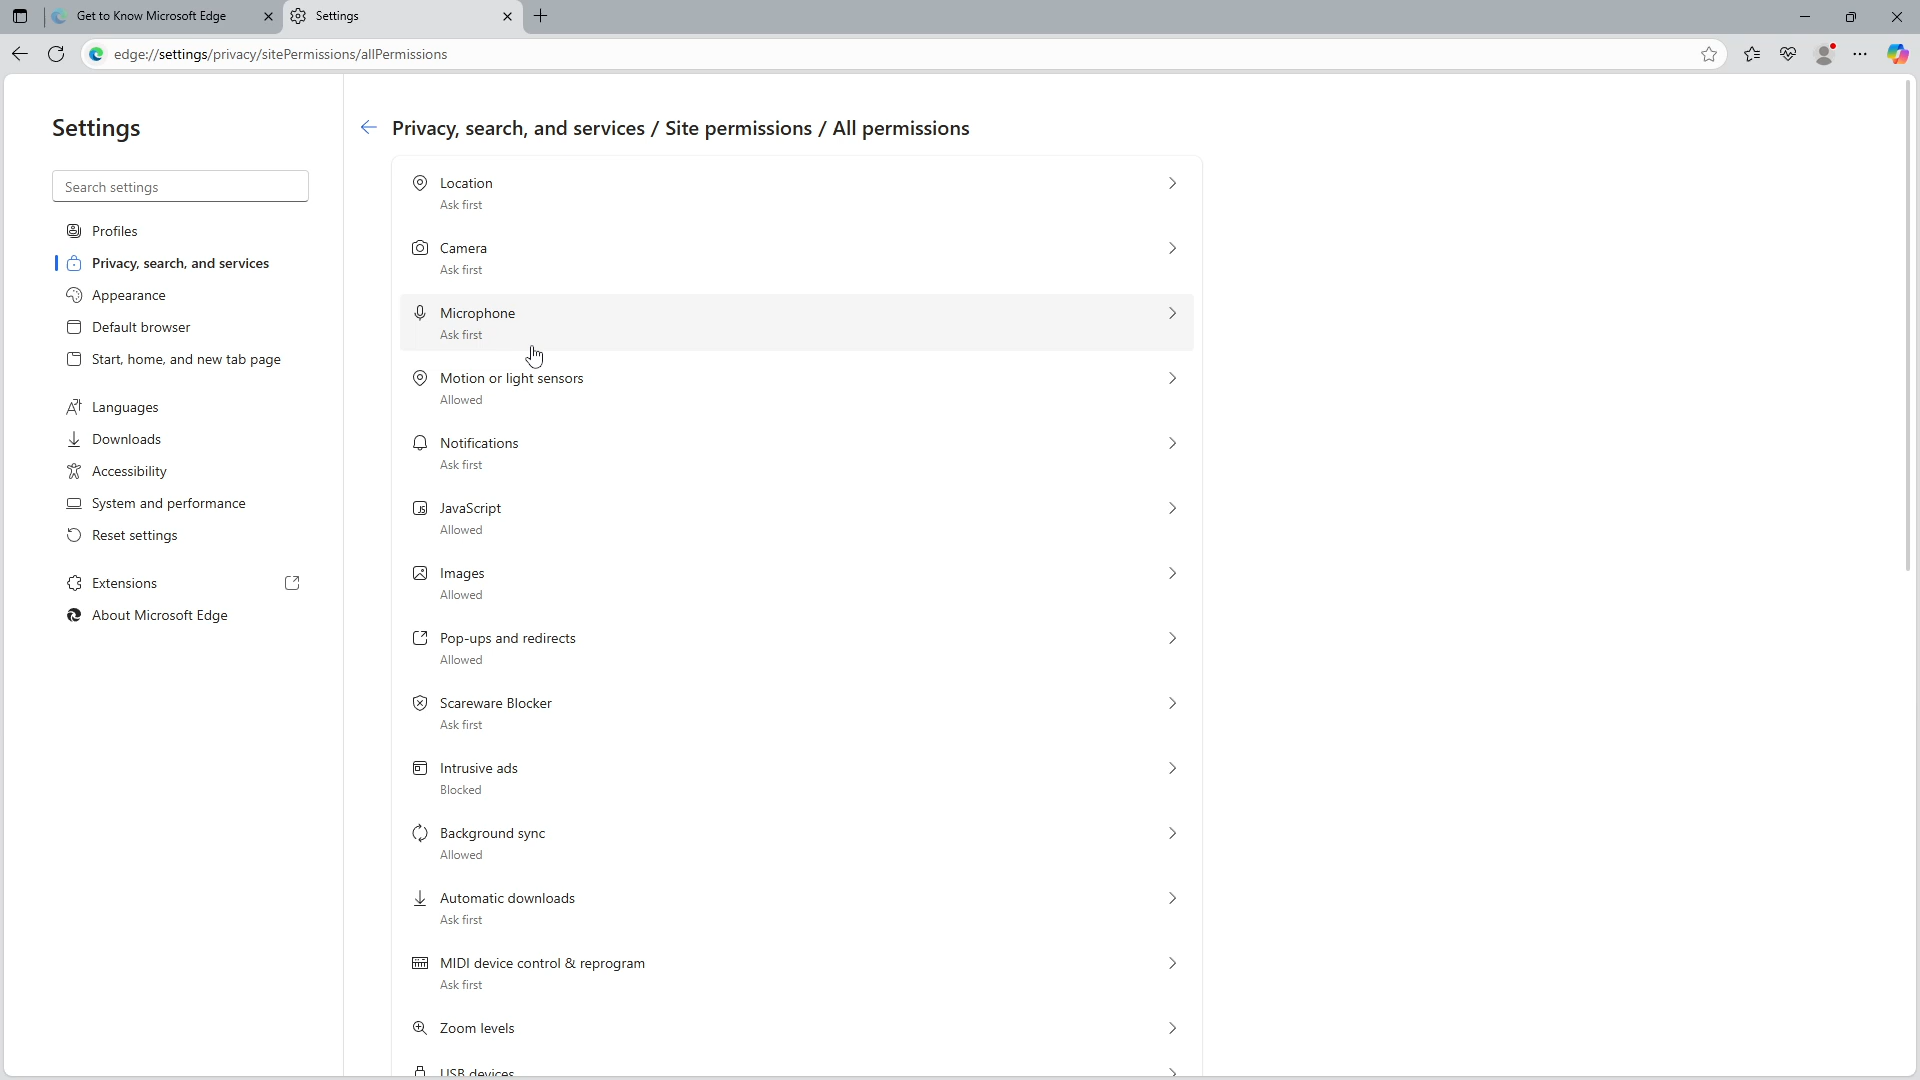 Get to Know Microsoft Edge
Settings
edge://settings/privacy/sitePermissions/allPermissions
Settings
Search settings
Profiles
Privacy, search, and services
Appearance
Default browser
Start, home, and new tab page
Languages
Downloads
Accessibility
System and performance
Reset settings
Extensions
About Microsoft Edge
Privacy, search, and services / Site permissions / All permissions
Location
Ask first
Camera
Ask first
Microphone
Ask first
Motion or light sensors
Allowed
Notifications
Ask first
JavaScript
Allowed
Images
Allowed
Pop-ups and redirects
Allowed
Scareware Blocker
Ask first
Intrusive ads
Blocked
Background sync
Allowed
Automatic downloads
Ask first
MIDI device control & reprogram
Ask first
Zoom levels
USB devices